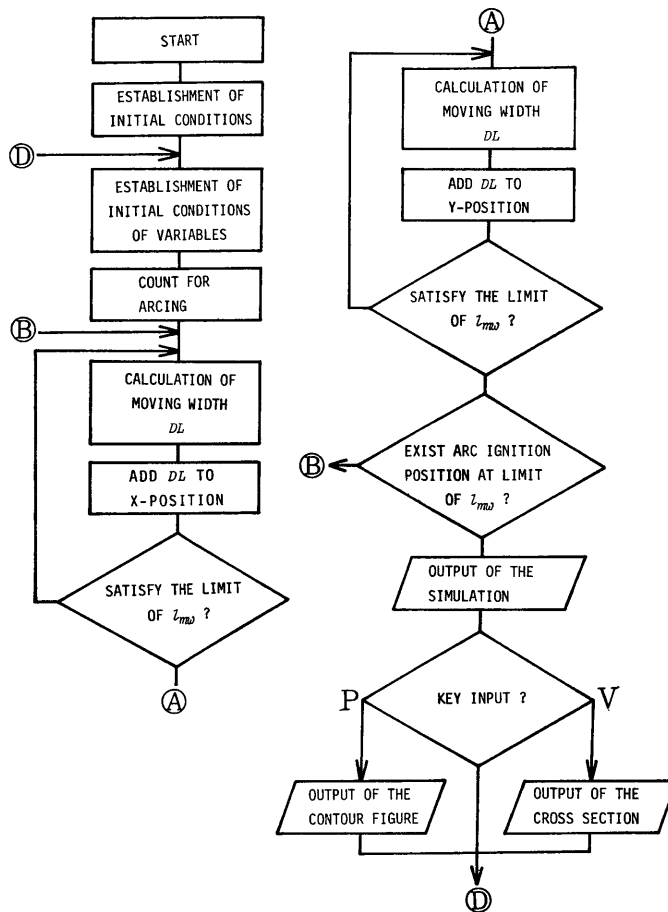 START
ESTABLISHMENT OF
INITIAL CONDITIONS
D
ESTABLISHMENT OF
INITIAL CONDITIONS
OF VARIABLES
COUNT FOR
ARCING
B
CALCULATION OF
MOVING WIDTH
DL
ADD DL TO
X-POSITION
SATISFY THE LIMIT
OF lmω ?
A
A
CALCULATION OF
MOVING WIDTH
DL
ADD DL TO
Y-POSITION
SATISFY THE LIMIT
OF lmω ?
B
EXIST ARC IGNITION
POSITION AT LIMIT
OF lmω ?
OUTPUT OF THE
SIMULATION
P
KEY INPUT ?
V
OUTPUT OF THE
CONTOUR FIGURE
OUTPUT OF THE
CROSS SECTION
D